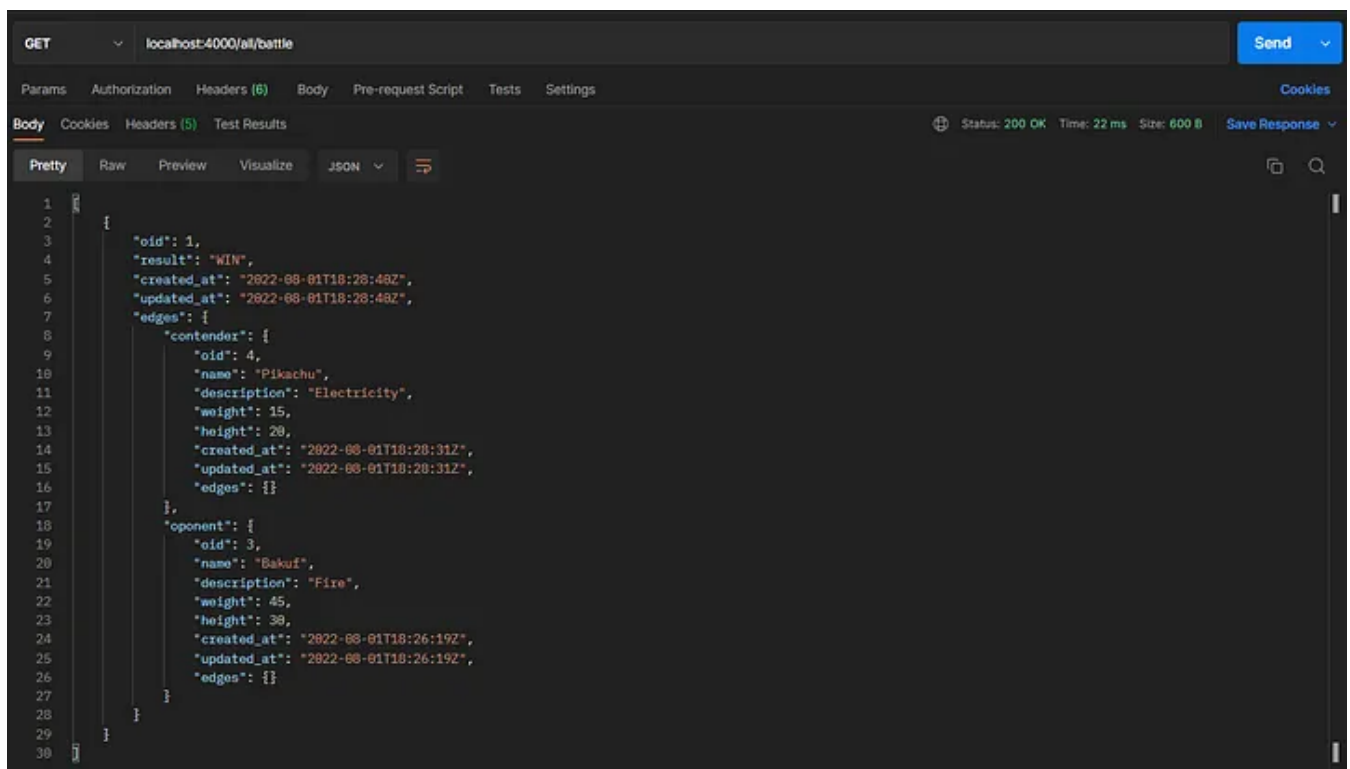 GET localhost:4000/all/battle Send
Params Authorization Headers (6) Body Pre-request Script Tests Settings Cookies
Body Cookies Headers (5) Test Results Status: 200 OK Time: 22 ms Size: 600 B Save Response
Pretty Raw Preview Visualize JSON
1 [
2 {
3 "oid": 1,
4 "result": "WIN",
5 "created_at": "2022-08-01T18:28:40Z",
6 "updated_at": "2022-08-01T18:28:40Z",
7 "edges": {
8 "contender": {
9 "oid": 4,
10 "name": "Pikachu",
11 "description": "Electricity",
12 "weight": 15,
13 "height": 20,
14 "created_at": "2022-08-01T18:28:31Z",
15 "updated_at": "2022-08-01T18:28:31Z",
16 "edges": {}
17 },
18 "oponent": {
19 "oid": 3,
20 "name": "Bakuf",
21 "description": "Fire",
22 "weight": 45,
23 "height": 30,
24 "created_at": "2022-08-01T18:26:19Z",
25 "updated_at": "2022-08-01T18:26:19Z",
26 "edges": {}
27 }
28 }
29 }
30 ]